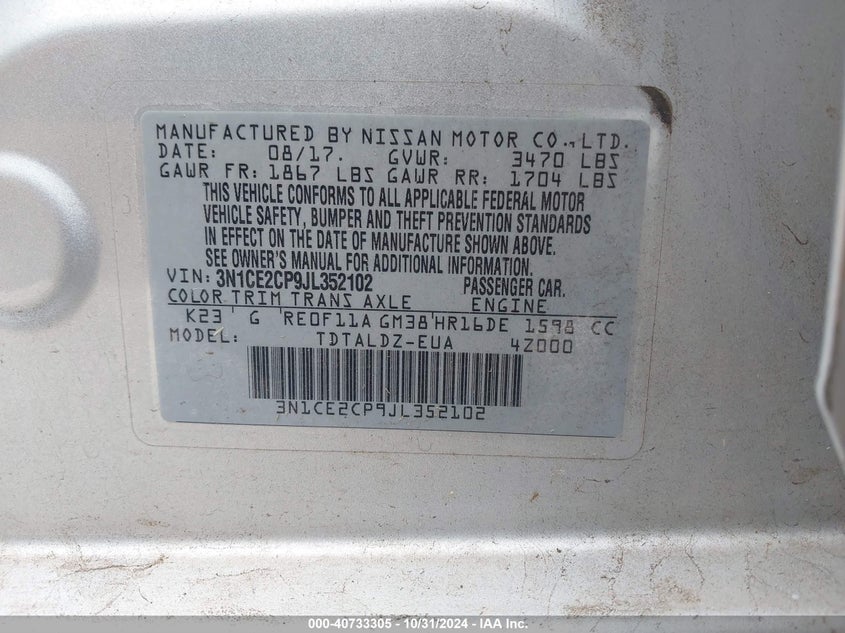 MANUFACTURED BY NISSAN MOTOR CO., LTD.
DATE: 08/17. GVWR: 3470 LBS
GAWR FR: 1867 LBS GAWR RR: 1704 LBS
THIS VEHICLE CONFORMS TO ALL APPLICABLE FEDERAL MOTOR
VEHICLE SAFETY, BUMPER AND THEFT PREVENTION STANDARDS
IN EFFECT ON THE DATE OF MANUFACTURE SHOWN ABOVE.
SEE OWNER'S MANUAL FOR ADDITIONAL INFORMATION.
VIN: 3N1CE2CP9JL352102 PASSENGER CAR.
COLOR TRIM TRANS AXLE ENGINE
K23 G RE0F11A GM38 HR16DE 1598 CC
MODEL: TDTALDZ-EUA 4Z000
3N1CE2CP9JL352102
000-40733305 - 10/31/2024 - IAA Inc.